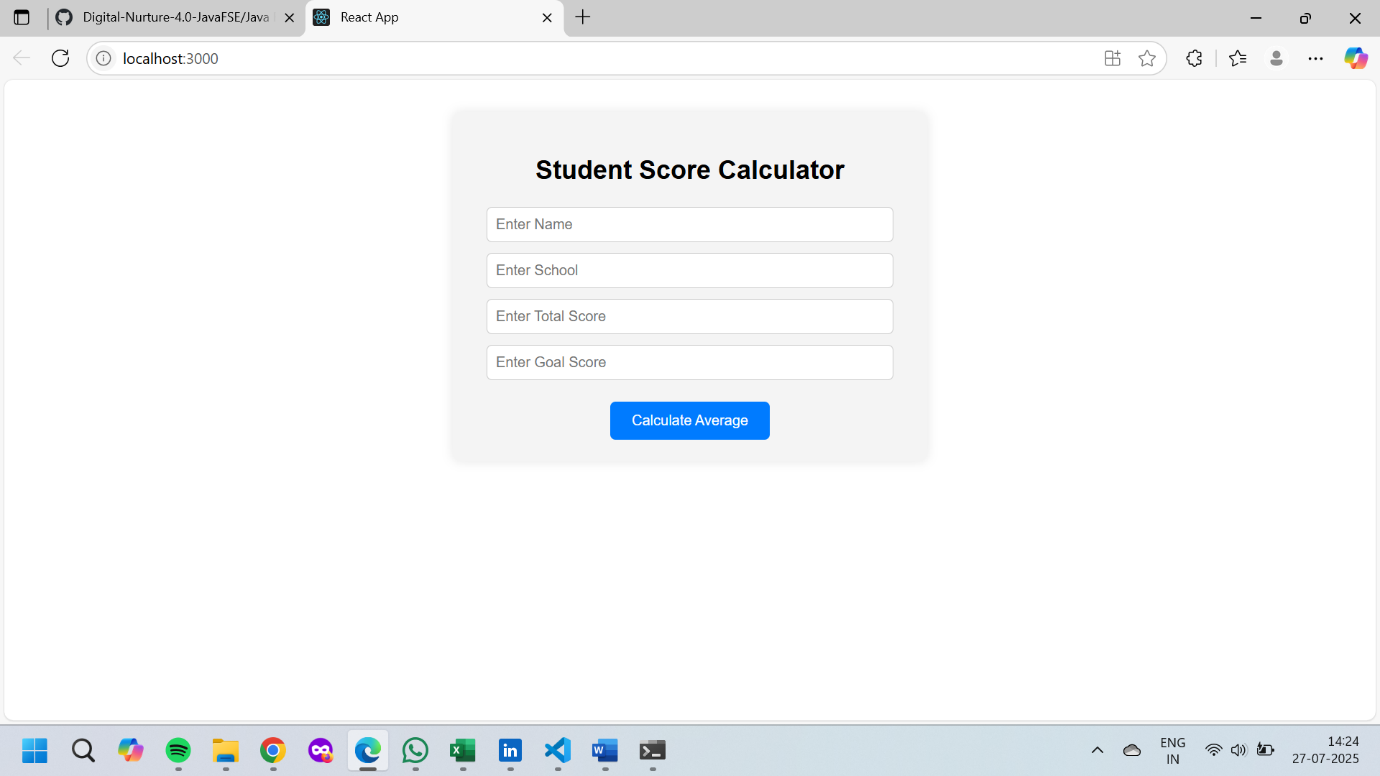 Digital-Nurture-4.0-JavaFSE/Java
React App
localhost:3000
Student Score Calculator
Enter Name
Enter School
Enter Total Score
Enter Goal Score
Calculate Average
ENG
IN
14:24
27-07-2025